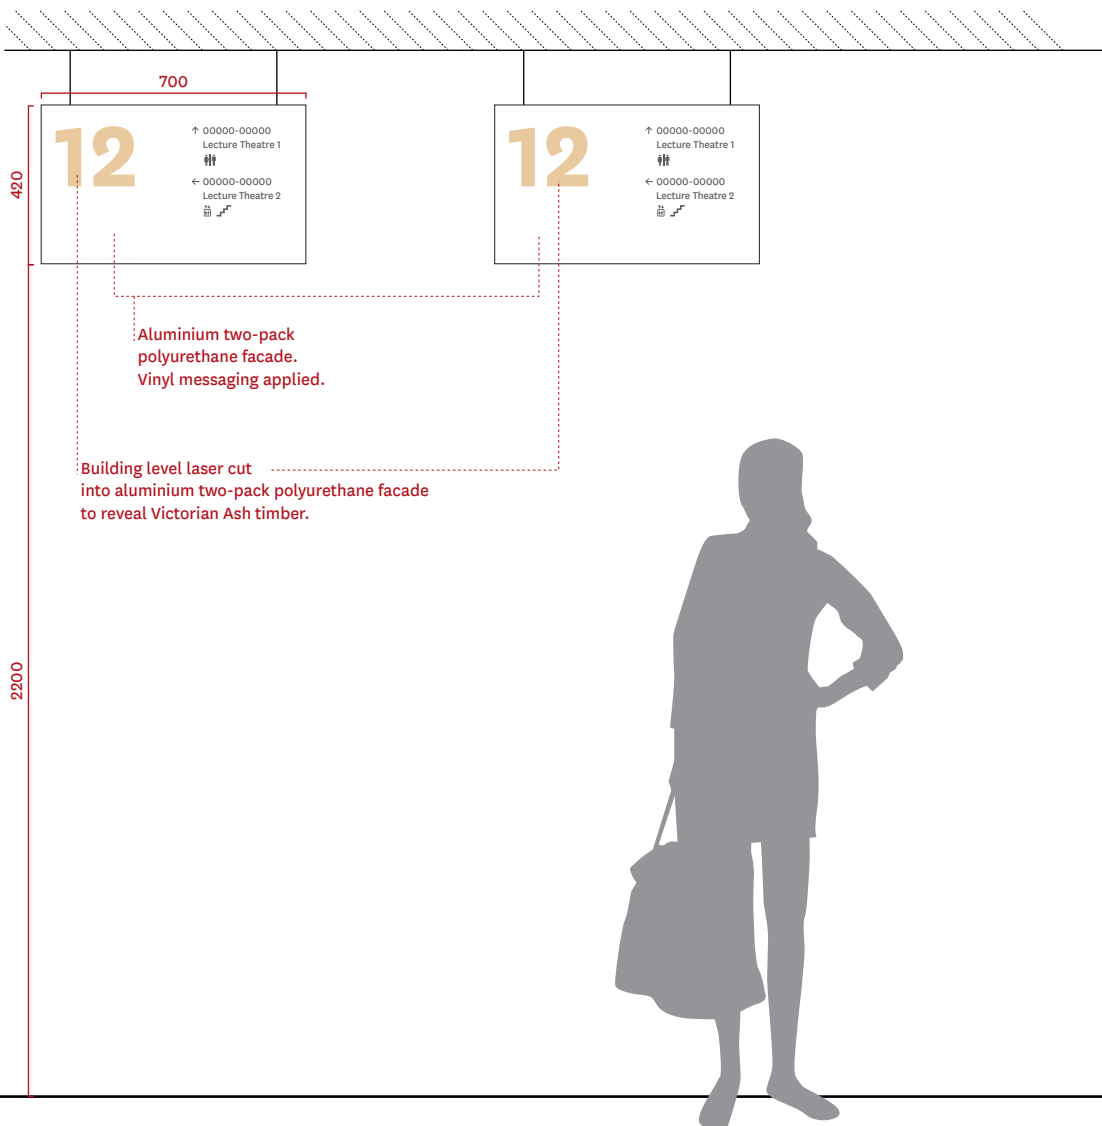 700
420
12
↑ 00000-00000
Lecture Theatre 1
← 00000-00000
Lecture Theatre 2
12
↑ 00000-00000
Lecture Theatre 1
← 00000-00000
Lecture Theatre 2
Aluminium two-pack
polyurethane facade.
Vinyl messaging applied.
Building level laser cut
into aluminium two-pack polyurethane facade
to reveal Victorian Ash timber.
2200